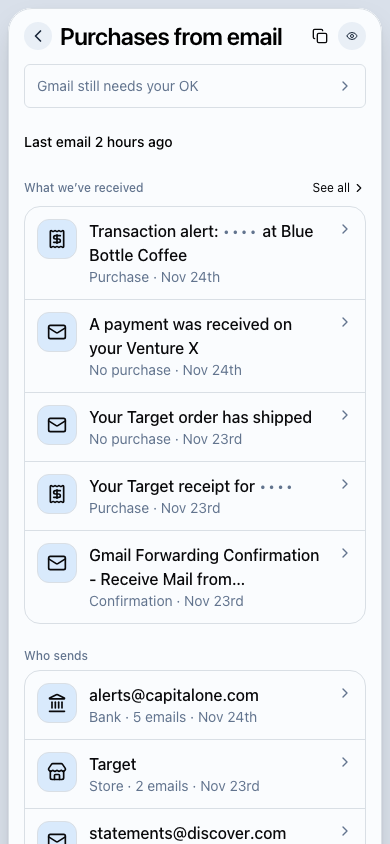 Purchases from email
Gmail still needs your OK
Last email 2 hours ago
What we’ve received
See all
Transaction alert: •••• at Blue
Bottle Coffee
Purchase · Nov 24th
A payment was received on
your Venture X
No purchase · Nov 24th
Your Target order has shipped
No purchase · Nov 23rd
Your Target receipt for ••••
Purchase · Nov 23rd
Gmail Forwarding Confirmation
- Receive Mail from...
Confirmation · Nov 23rd
Who sends
alerts@capitalone.com
Bank · 5 emails · Nov 24th
Target
Store · 2 emails · Nov 23rd
statements@discover.com